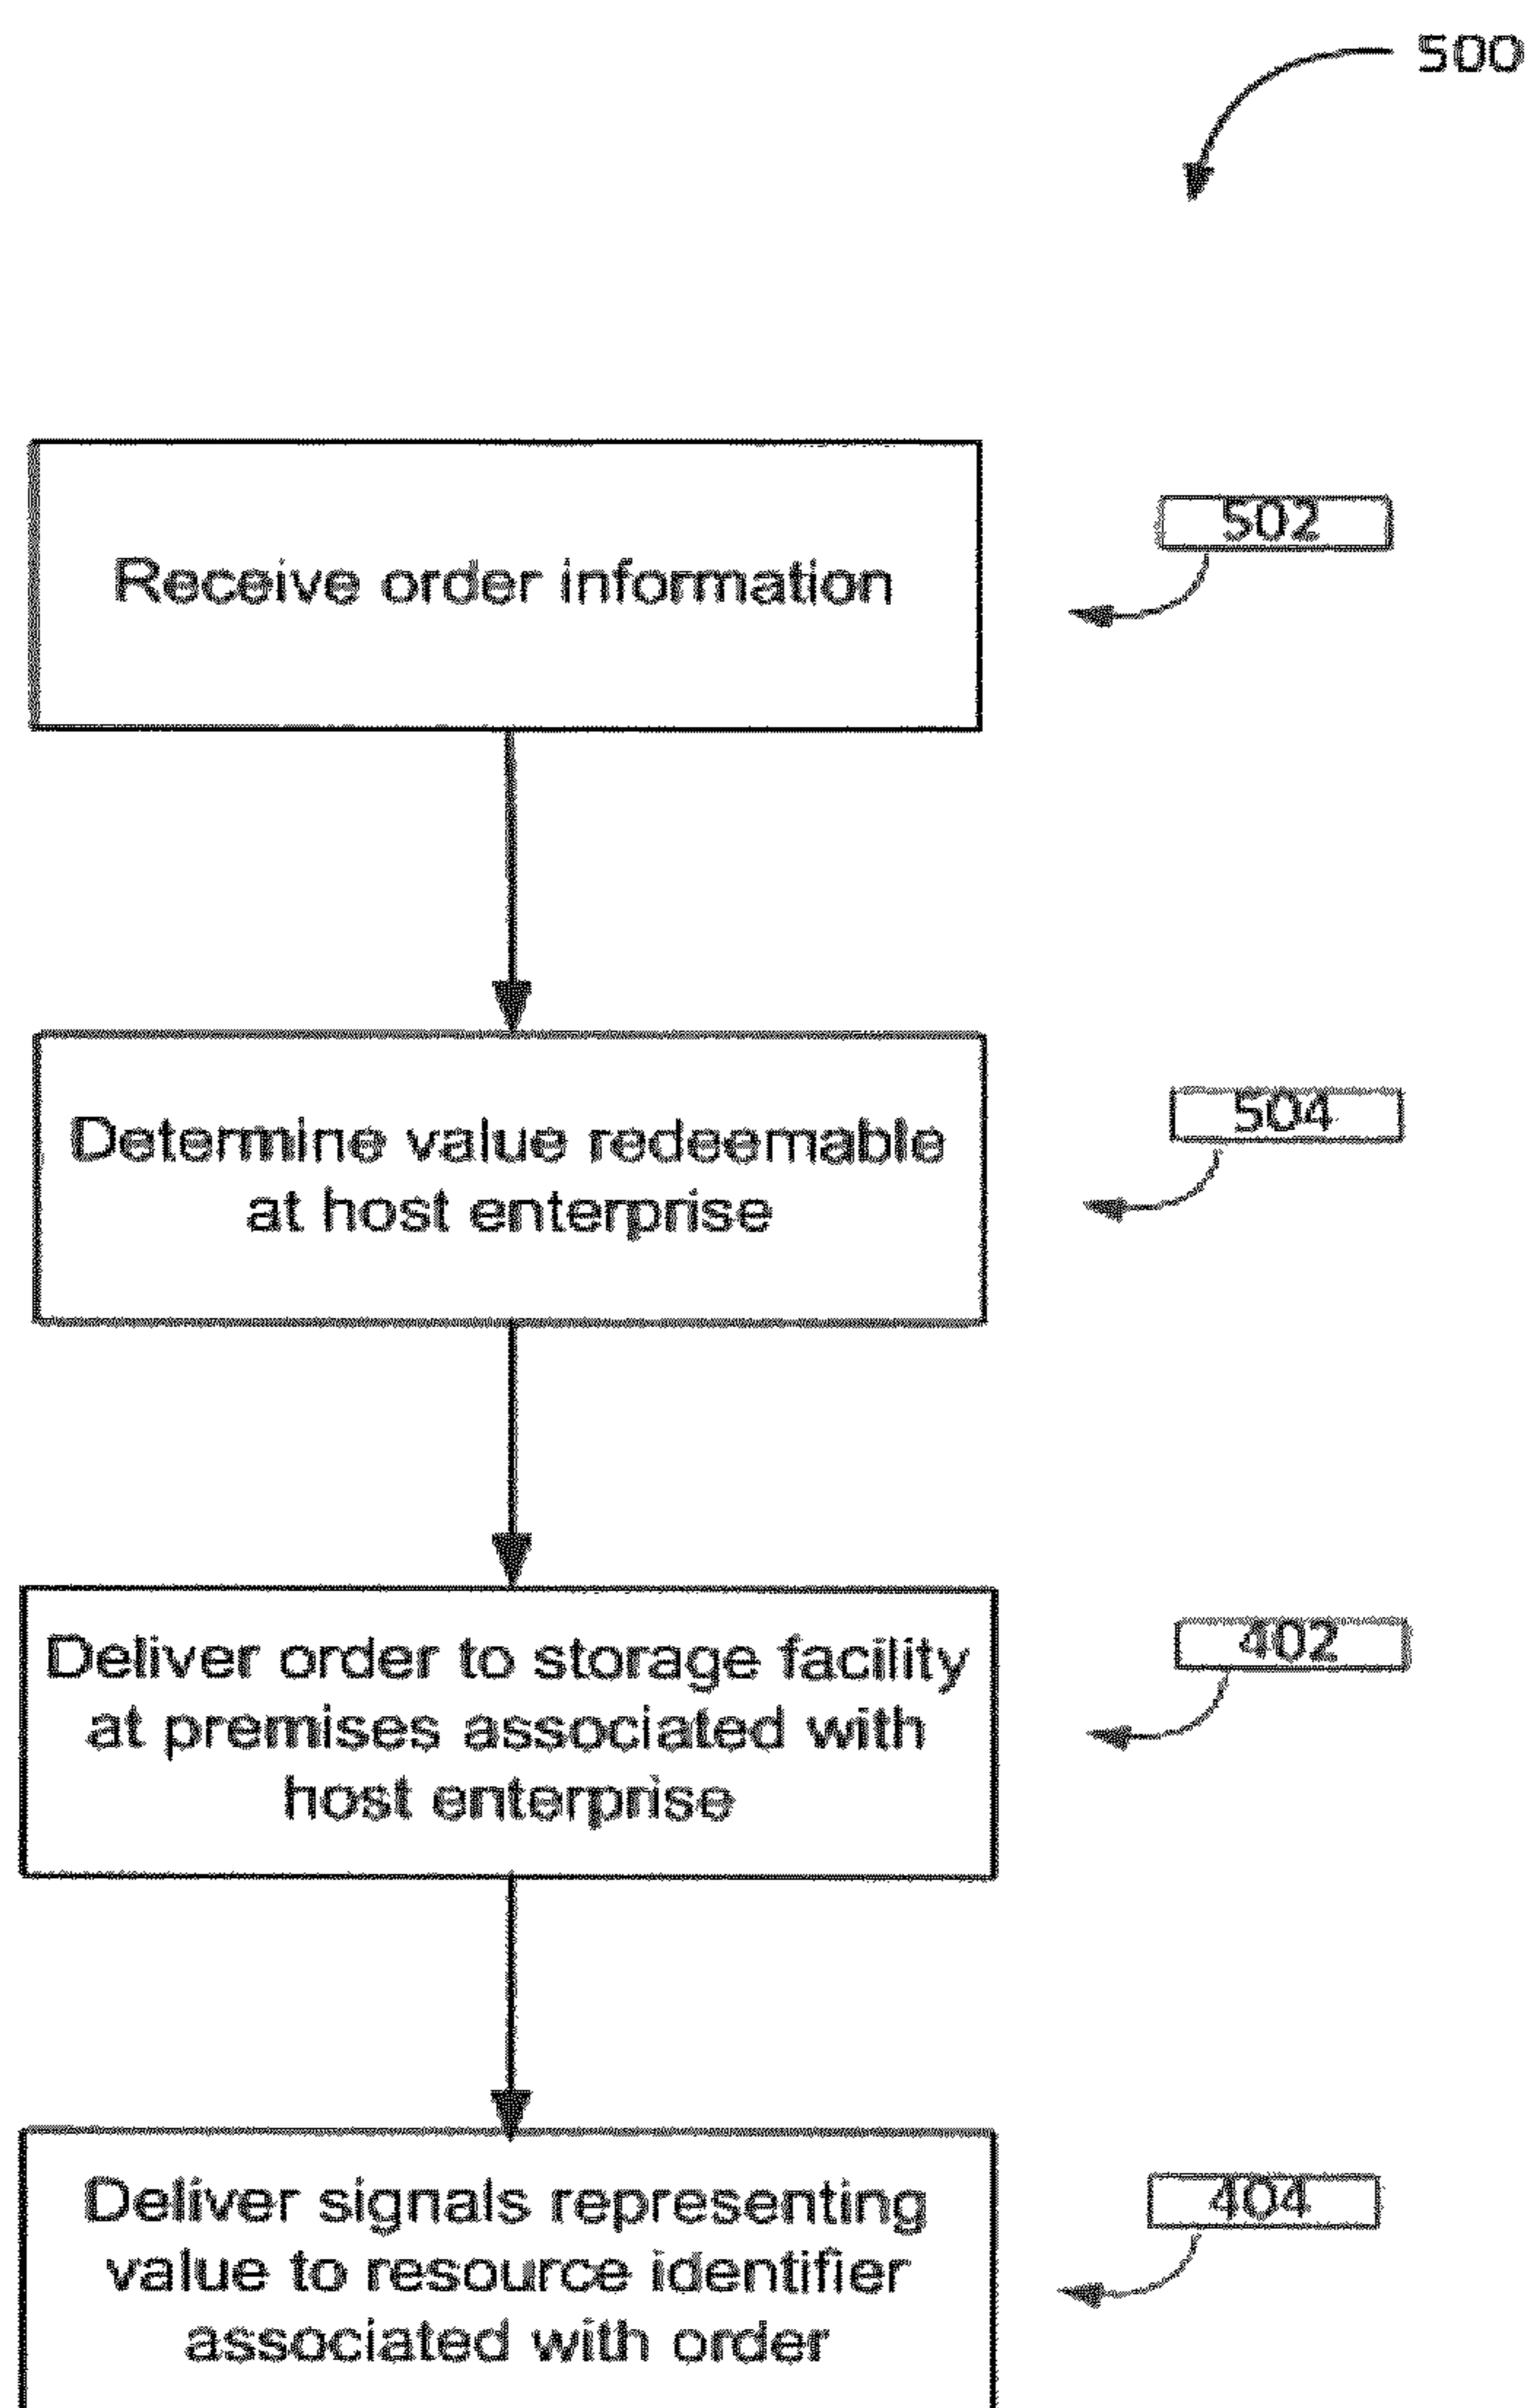 500
Receive order information
502
Determine value redeemable
at host enterprise
504
Deliver order to storage facility
at premises associated with
host enterprise
402
Deliver signals representing
value to resource identifier
associated with order
404